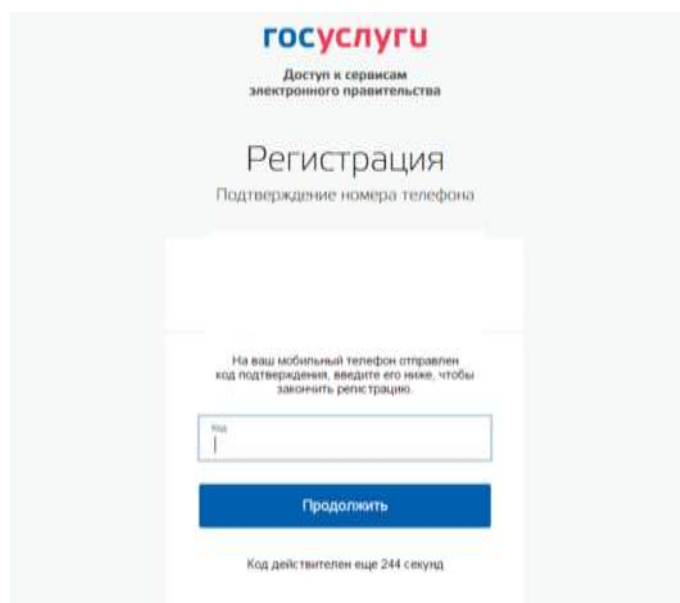 госуслуги
Доступ к сервисам
электронного правительства
Регистрация
Подтверждение номера телефона
На ваш мобильный телефон отправлен
код подтверждения, введите его ниже, чтобы
закончить регистрацию.
Код
Продолжить
Код действителен еще 244 секунд